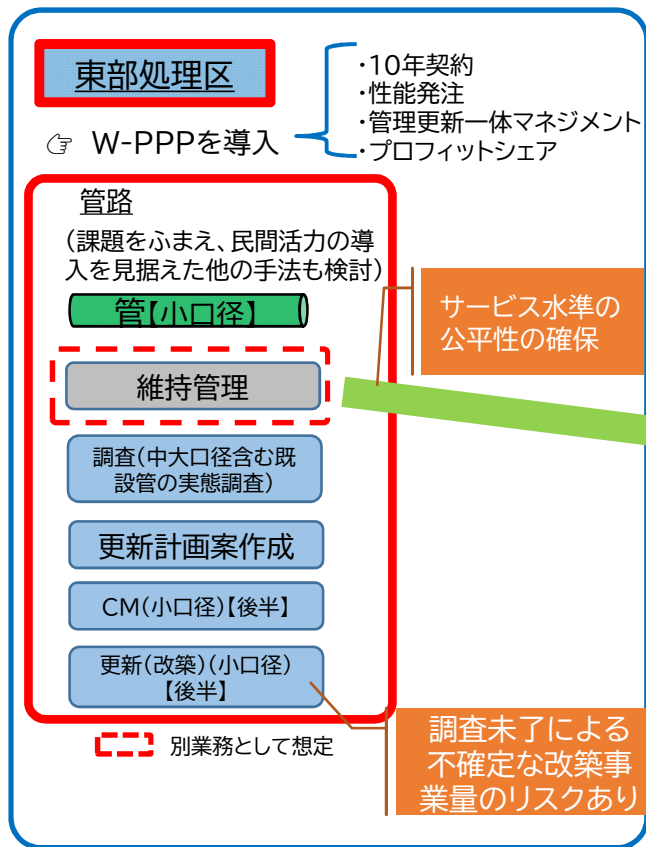 東部処理区
☞ W-PPPを導入
・10年契約
・性能発注
・管理更新一体マネジメント
・プロフィットシェア
管路
(課題をふまえ、民間活力の導
入を見据えた他の手法も検討)
管【小口径】
サービス水準の
公平性の確保
維持管理
調査(中大口径含む既
設管の実態調査)
更新計画案作成
CM(小口径)【後半】
更新(改築)(小口径)
【後半】
別業務として想定
調査未了による
不確定な改築事
業量のリスクあり